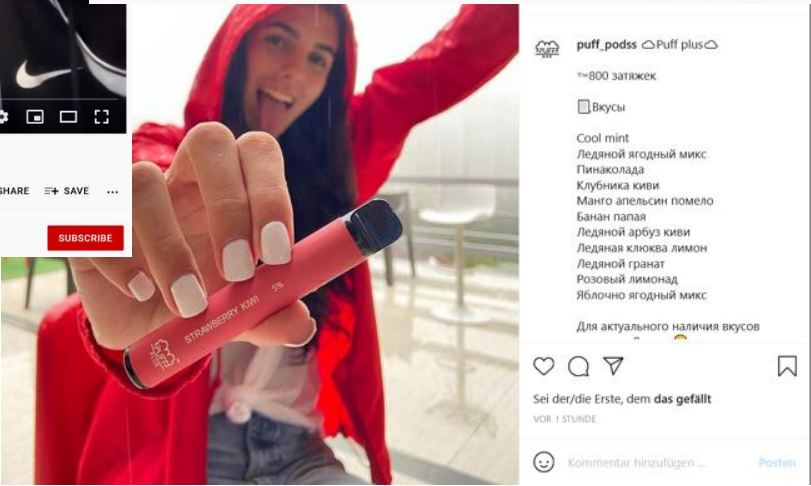 SHARE
SAVE
SUBSCRIBE
STRAWBERRY KIWI 5%
PUFF
puff_podss Puff plus
™800 затяжек
Вкусы
Cool mint
Ледяной ягодный микс
Пинаколада
Клубника киви
Манго апельсин помело
Банан папая
Ледяной арбуз киви
Ледяная клюква лимон
Ледяной гранат
Розовый лимонад
Яблочно ягодный микс
Для актуального наличия вкусов
Sei der/die Erste, dem das gefällt
VOR 1 STUNDE
Kommentar hinzufügen ...
Posten